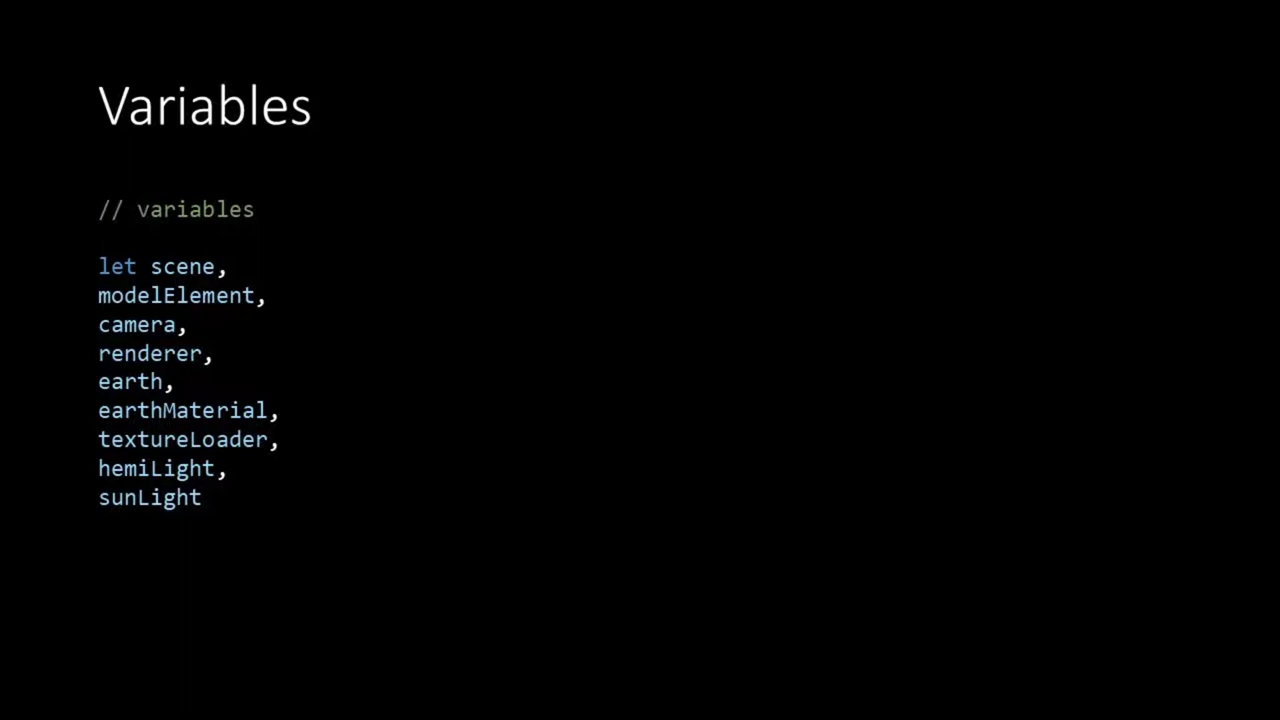 Variables
// variables
let scene,
modelElement,
camera,
renderer,
earth,
earthMaterial,
textureLoader,
hemiLight,
sunLight